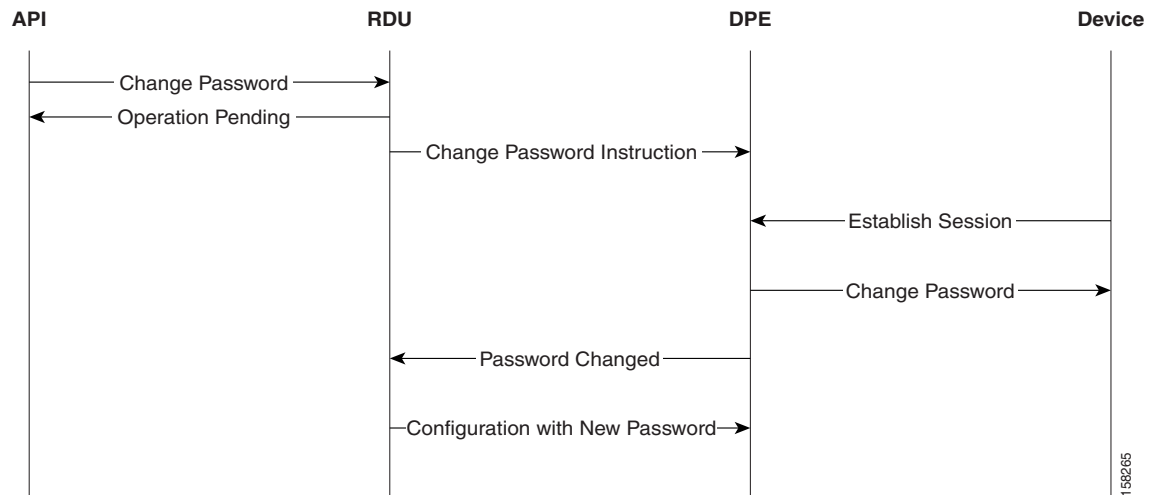 API
RDU
DPE
Device
Change Password
Operation Pending
Change Password Instruction
Establish Session
Change Password
Password Changed
Configuration with New Password
158265